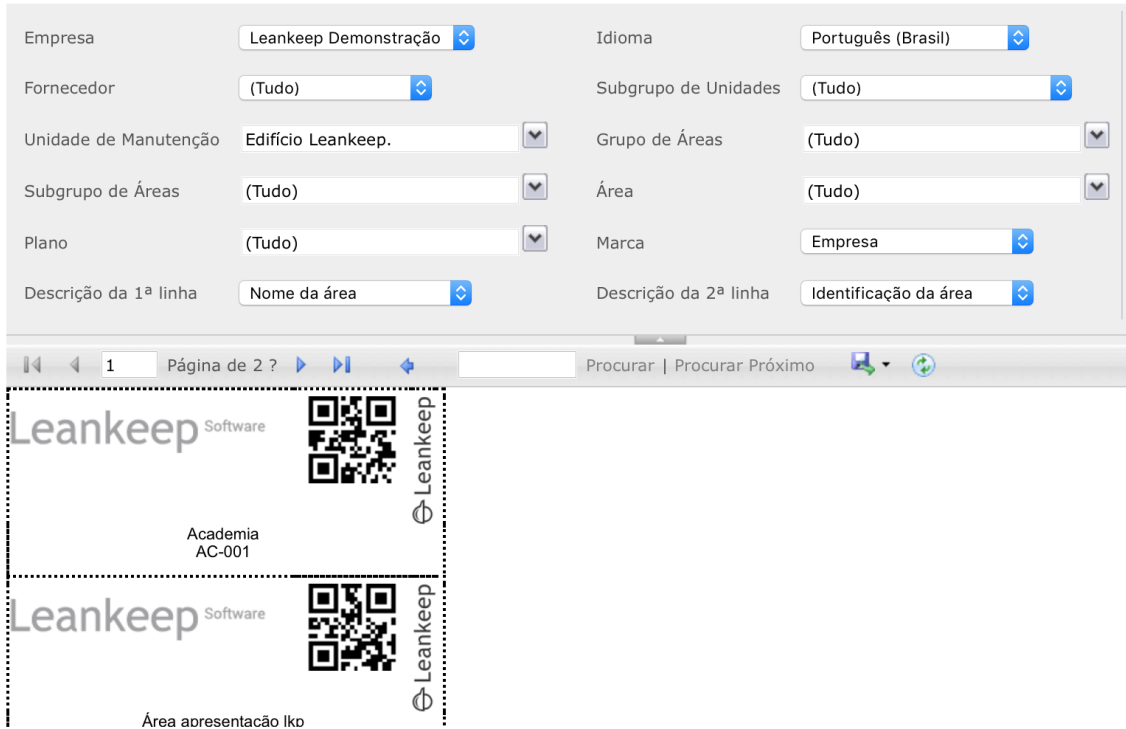 Empresa Leankeep Demonstração Idioma Português (Brasil)
Fornecedor (Tudo) Subgrupo de Unidades (Tudo)
Unidade de Manutenção Edifício Leankeep. Grupo de Áreas (Tudo)
Subgrupo de Áreas (Tudo) Área (Tudo)
Plano (Tudo) Marca Empresa
Descrição da 1ª linha Nome da área Descrição da 2ª linha Identificação da área
1 Página de 2 ? Procurar | Procurar Próximo
Leankeep Software
Leankeep
Academia
AC-001
Leankeep Software
Leankeep
Área apresentação lkp